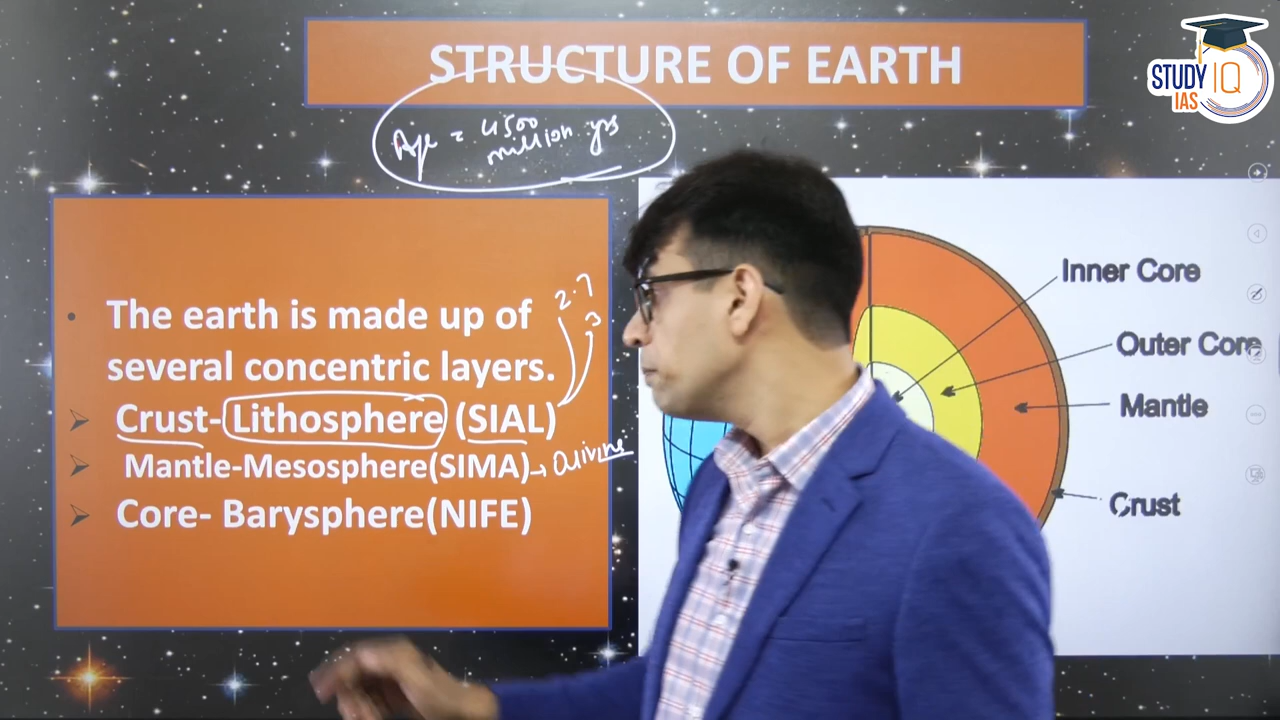 STRUCTURE OF EARTH
STUDY IQ
IAS
Age = 4500
million yrs
• The earth is made up of
several concentric layers.
2.7
3
➢ Crust-Lithosphere (SIAL)
➢ Mantle-Mesosphere(SIMA) → Olivine
➢ Core- Barysphere(NIFE)
Inner Core
Outer Core
Mantle
Crust